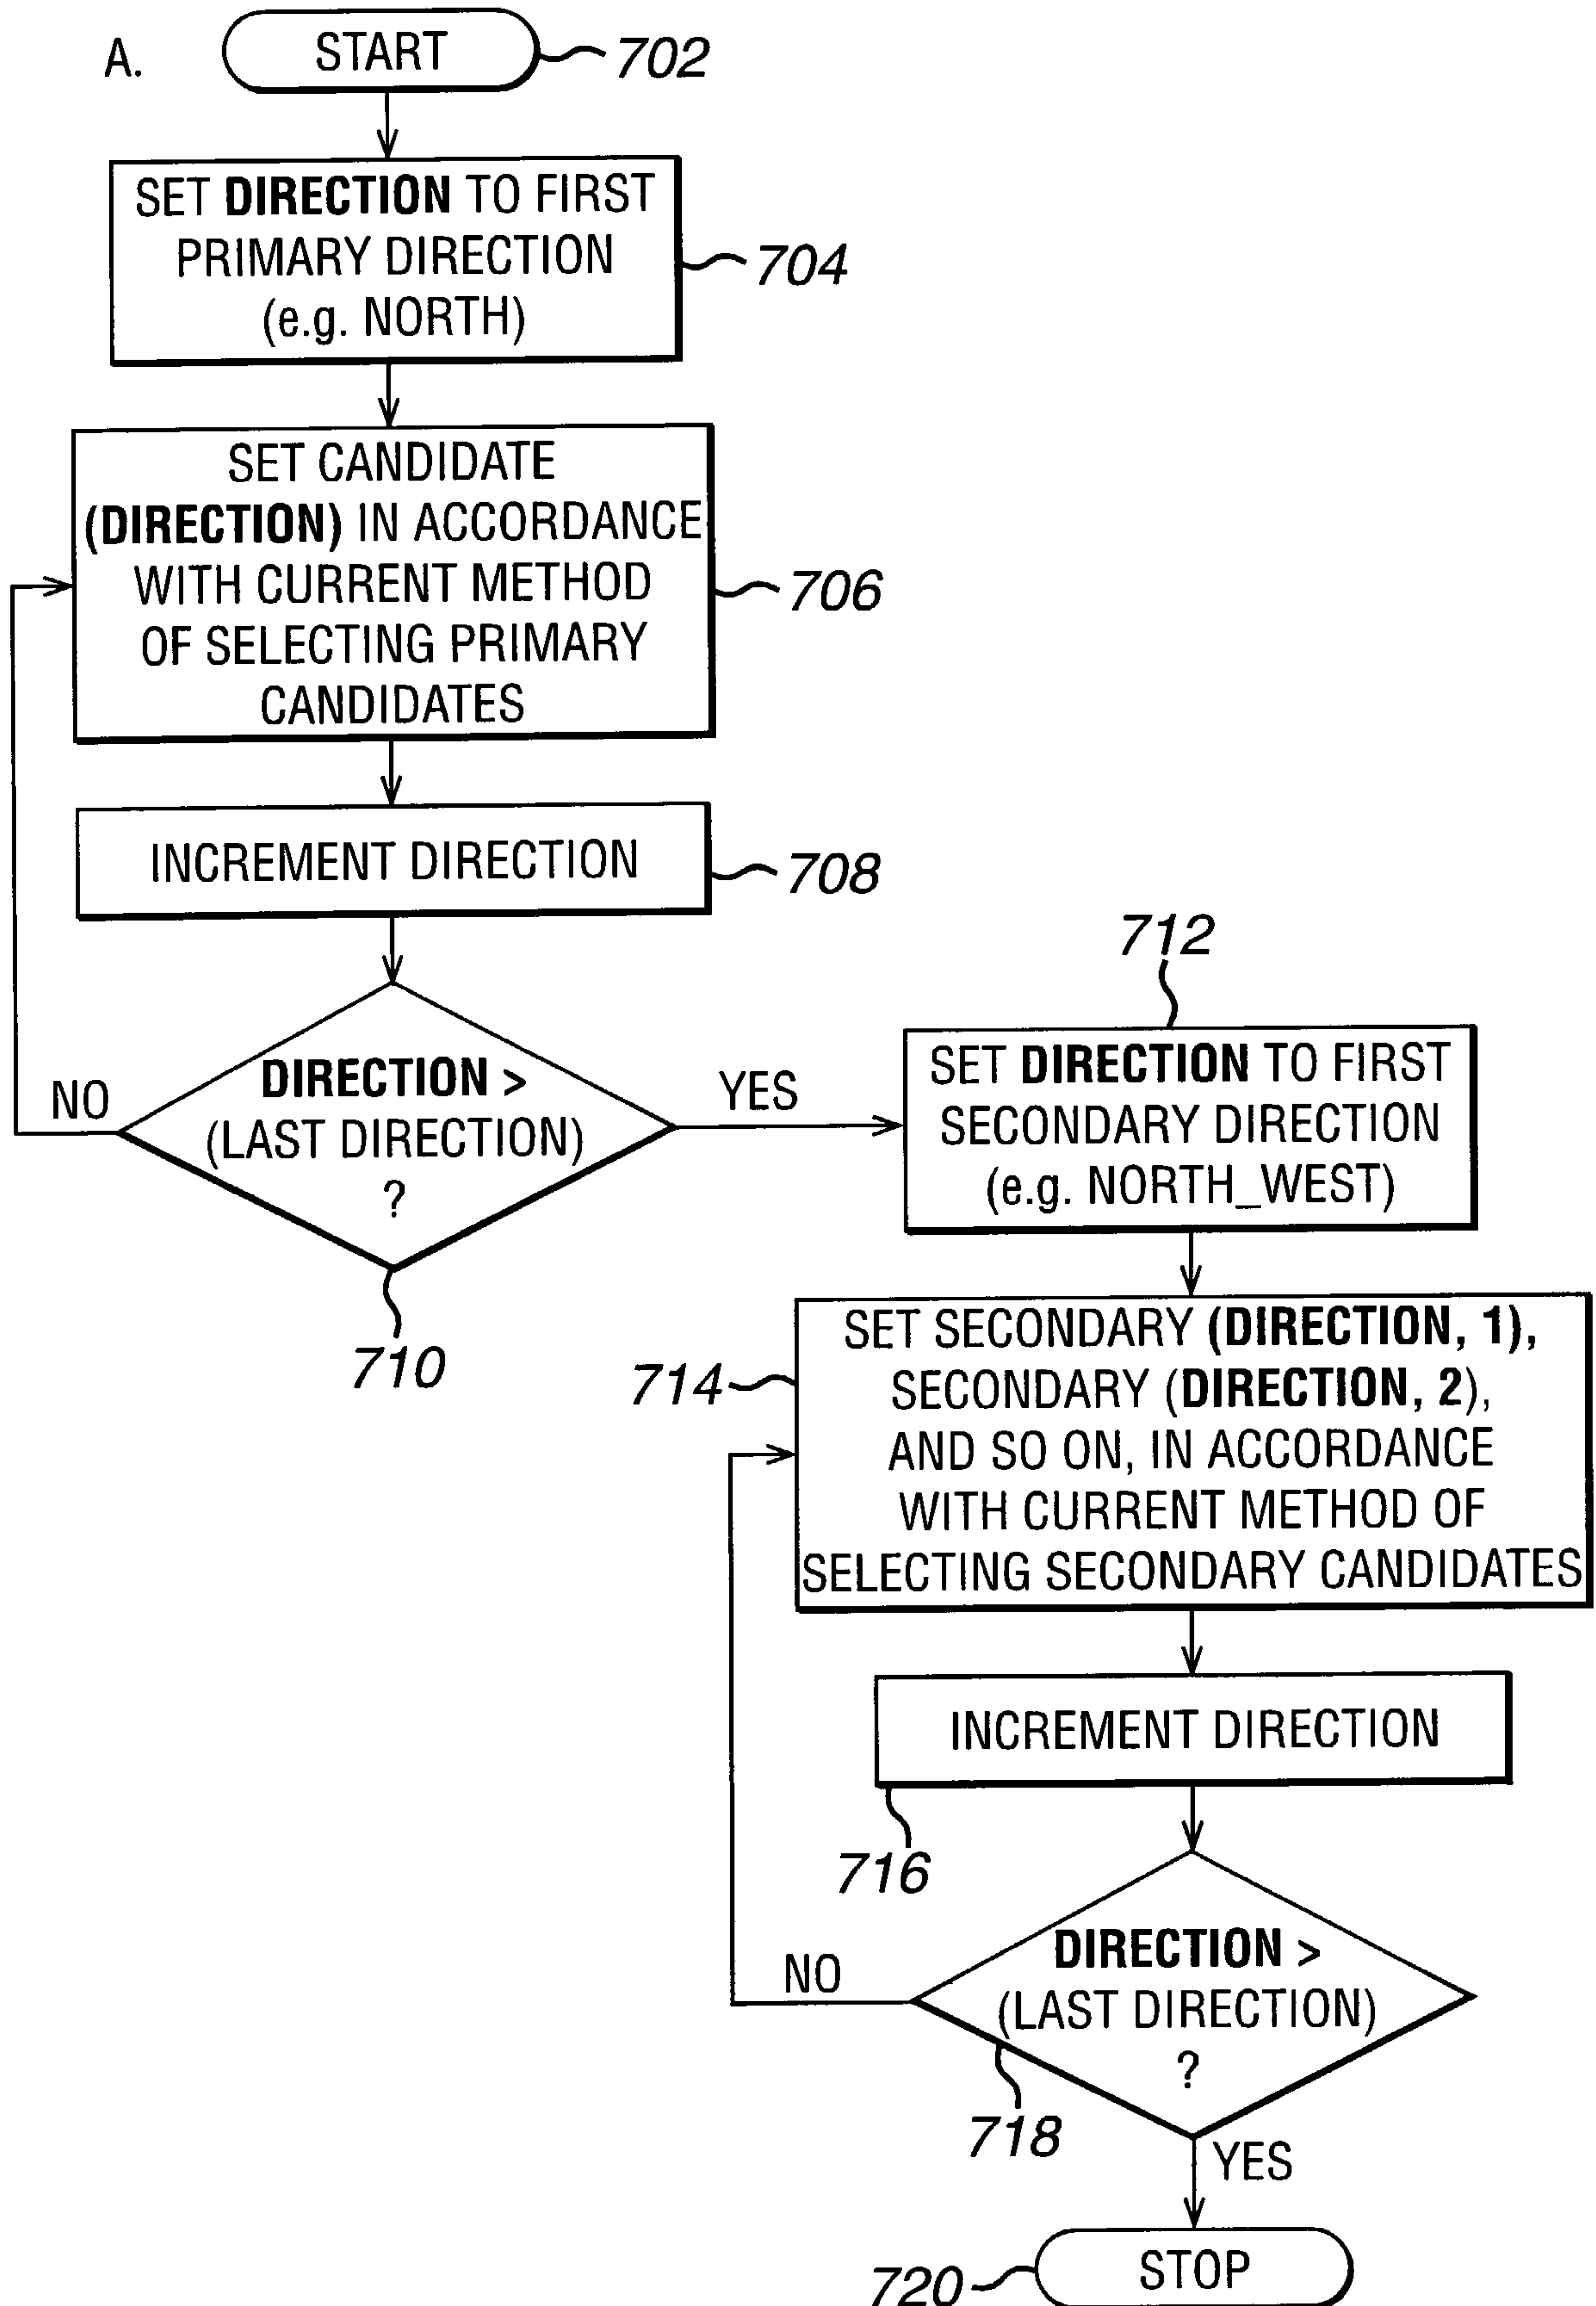 A.
START
702
SET DIRECTION TO FIRST
PRIMARY DIRECTION
(e.g. NORTH)
704
SET CANDIDATE
(DIRECTION) IN ACCORDANCE
WITH CURRENT METHOD
OF SELECTING PRIMARY
CANDIDATES
706
INCREMENT DIRECTION
708
DIRECTION >
(LAST DIRECTION)
?
NO
YES
710
712
SET DIRECTION TO FIRST
SECONDARY DIRECTION
(e.g. NORTH_WEST)
SET SECONDARY (DIRECTION, 1),
SECONDARY (DIRECTION, 2),
AND SO ON, IN ACCORDANCE
WITH CURRENT METHOD OF
SELECTING SECONDARY CANDIDATES
714
INCREMENT DIRECTION
716
DIRECTION >
(LAST DIRECTION)
?
NO
718
YES
STOP
720